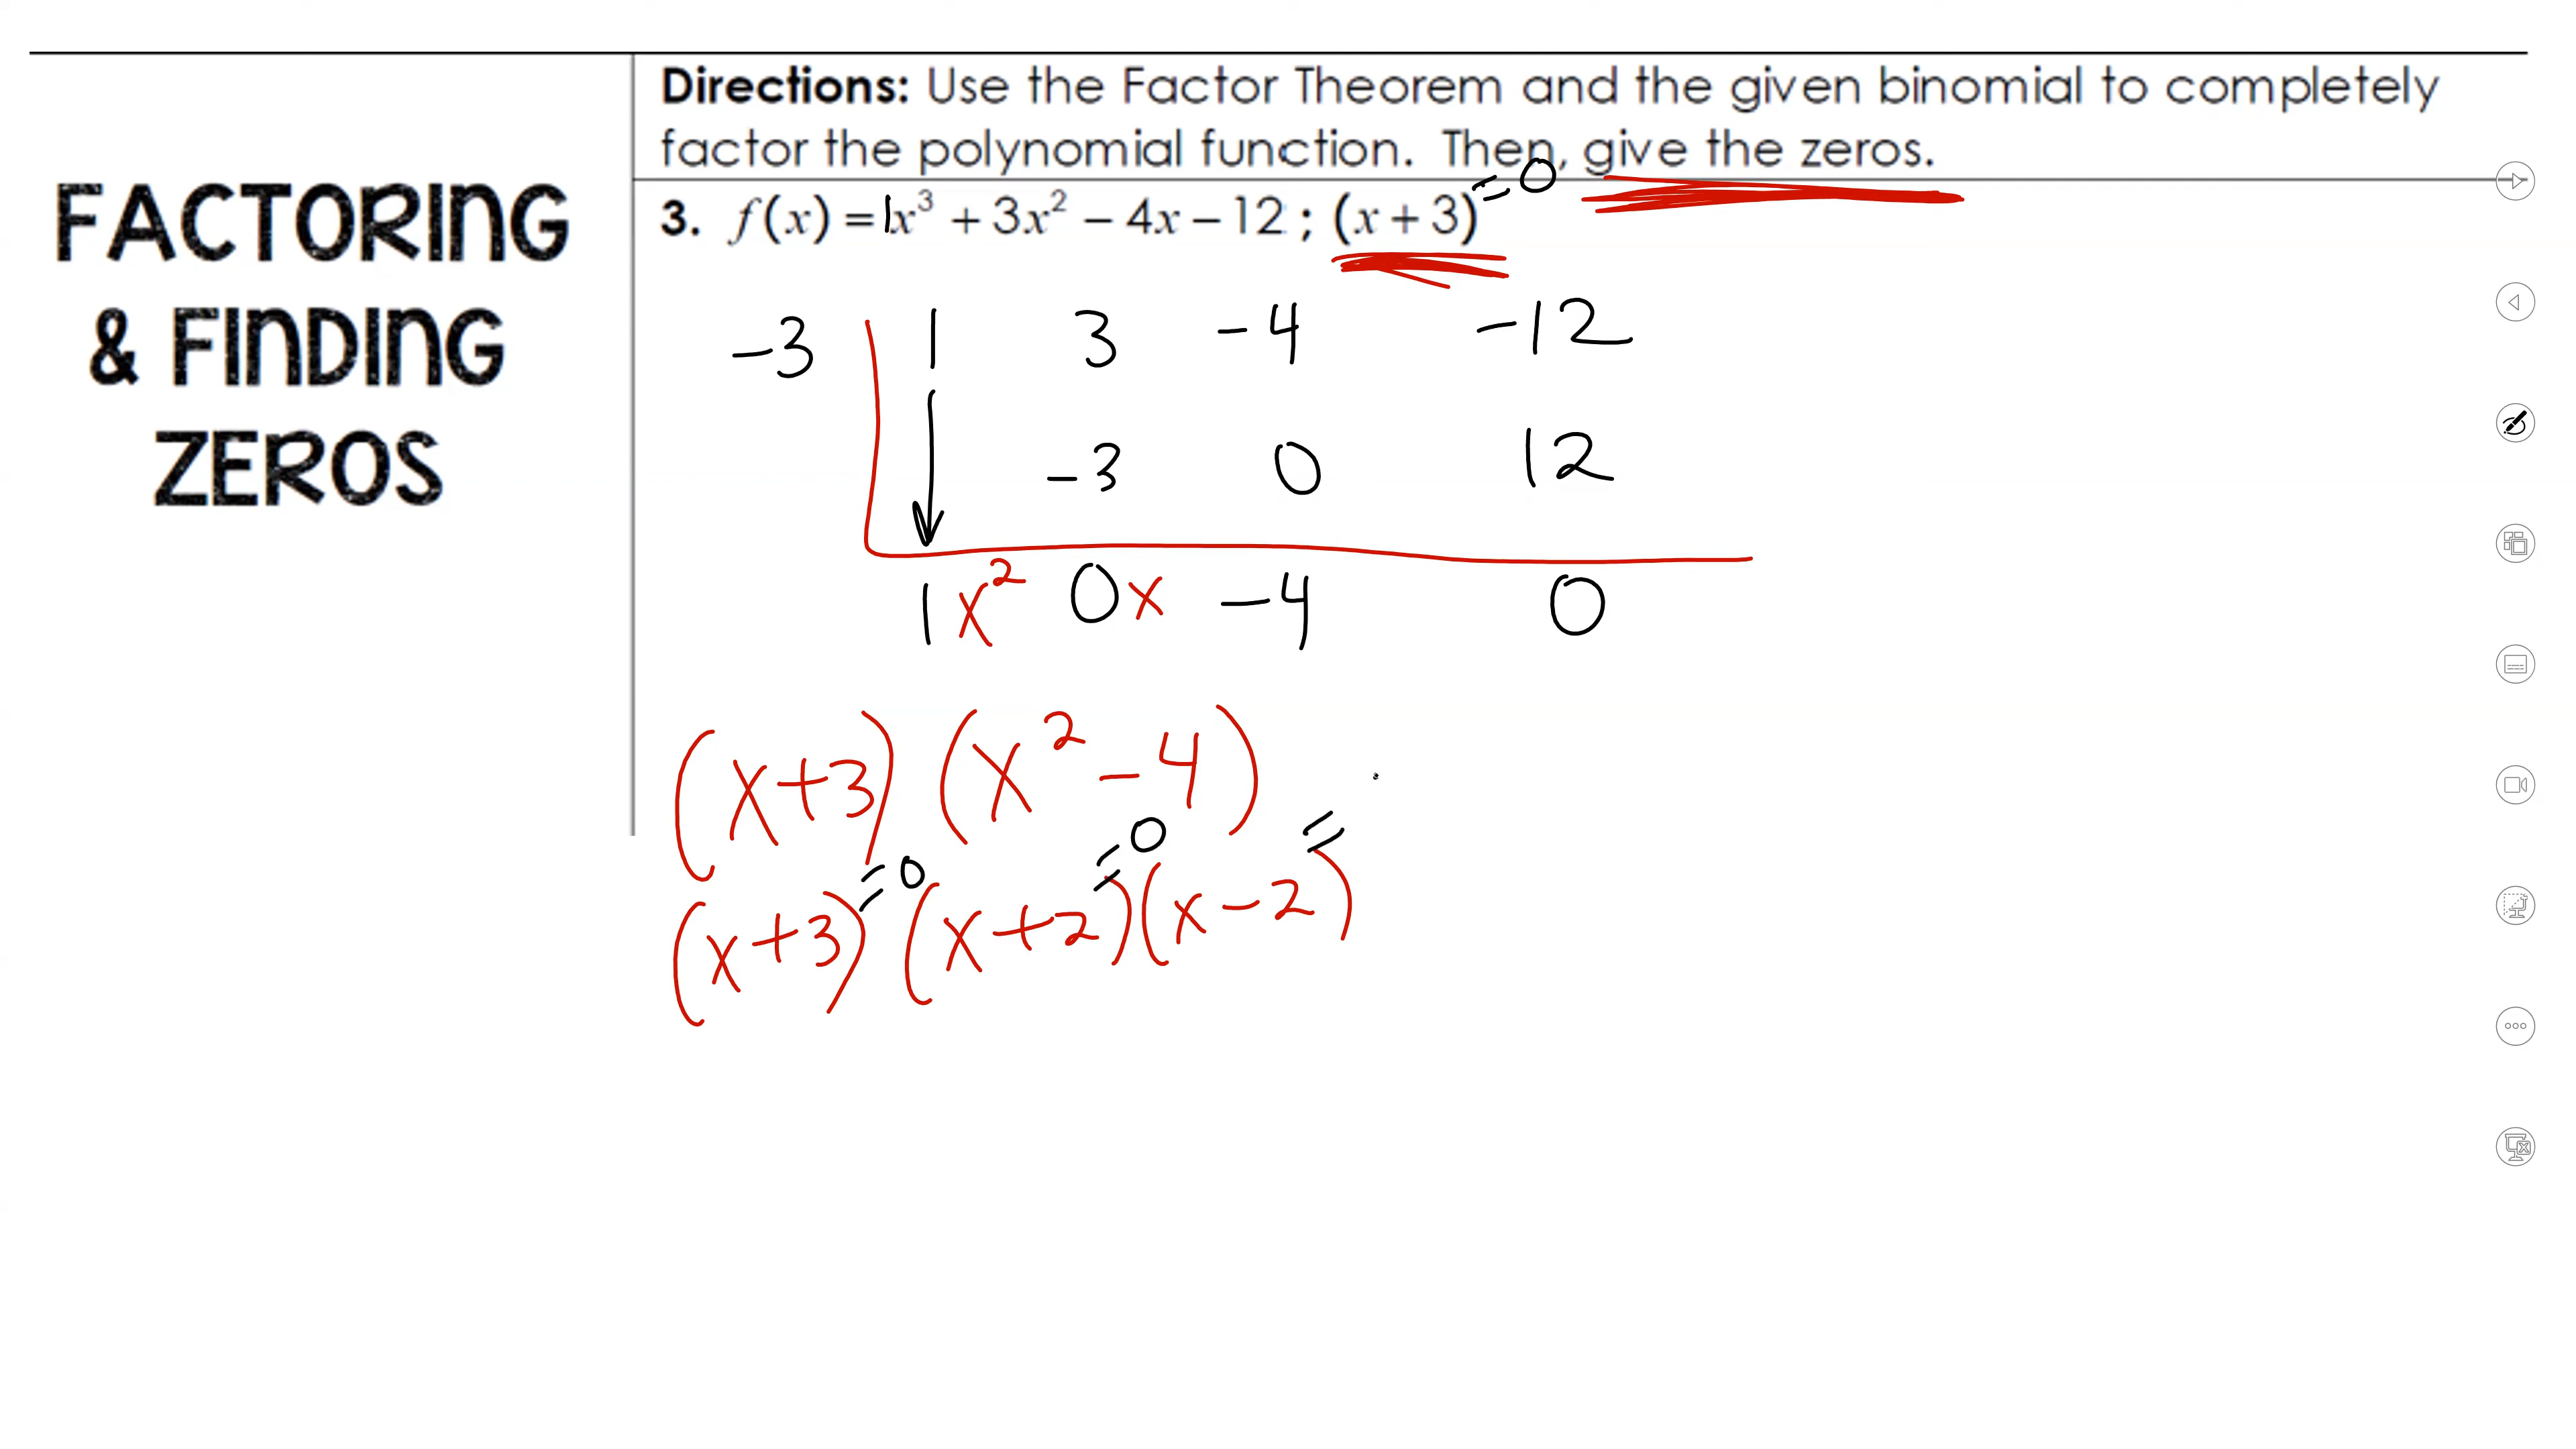 FACTORING
& FINDING
ZEROS
Directions: Use the Factor Theorem and the given binomial to completely
factor the polynomial function. Then, give the zeros.
3. f(x) = 1x³ + 3x² − 4x − 12 ; (x + 3) = 0
-3 1 3 -4 -12
-3 0 12
1x² 0x -4 0
(x+3) (x² - 4)
(x+3) = 0 (x+2) = 0 (x-2) =